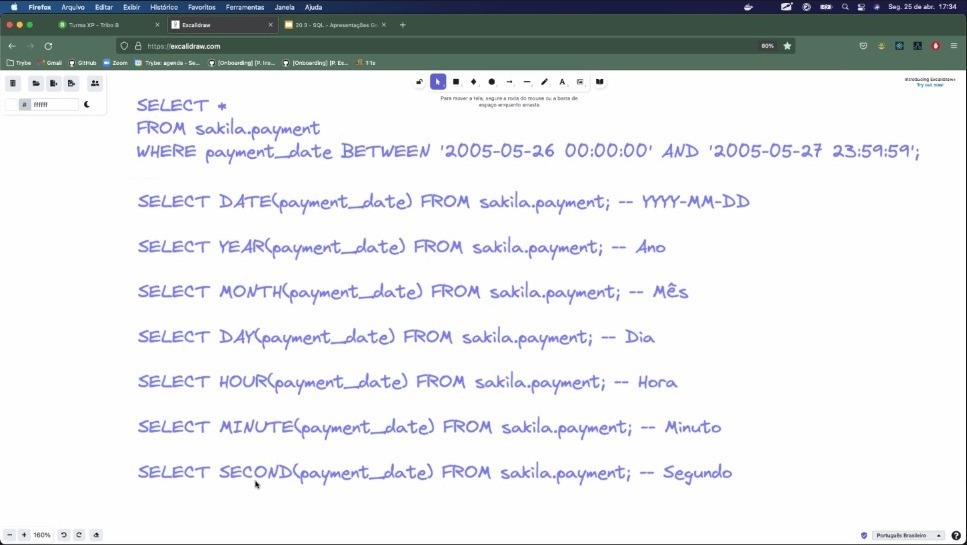 Firefox Arquivo Editar Exibir Histórico Favoritos Ferramentas Janela Ajuda Seg. 25 de abr. 17:34
Turma XP - Tribo B Excalidraw 20.3 - SQL - Apresentações Go
https://excalidraw.com 80%
Trybe Gmail GitHub Zoom Trybe: agenda - Se... [Onboarding] [P. Ins... [Onboarding] [P. Es...
# ffffff
Para mover a tela, segure a roda do mouse ou a barra de
espaço enquanto arrasta
Introducing Excalidraw+
Try out now!
SELECT *
FROM sakila.payment
WHERE payment_date BETWEEN '2005-05-26 00:00:00' AND '2005-05-27 23:59:59';
SELECT DATE(payment_date) FROM sakila.payment; -- YYYY-MM-DD
SELECT YEAR(payment_date) FROM sakila.payment; -- Ano
SELECT MONTH(payment_date) FROM sakila.payment; -- Mês
SELECT DAY(payment_date) FROM sakila.payment; -- Dia
SELECT HOUR(payment_date) FROM sakila.payment; -- Hora
SELECT MINUTE(payment_date) FROM sakila.payment; -- Minuto
SELECT SECOND(payment_date) FROM sakila.payment; -- Segundo
160% Português Brasileiro